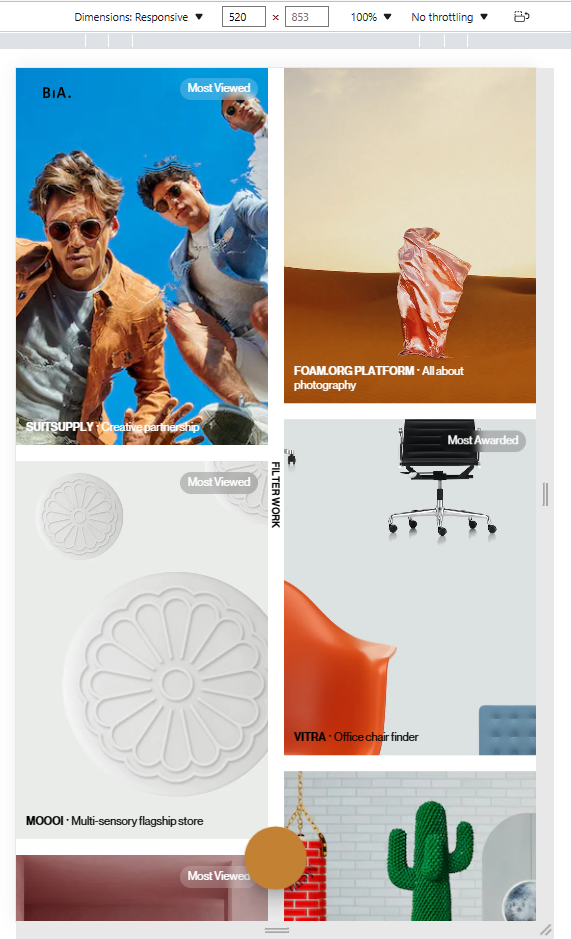 Dimensions: Responsive ▼ 520 × 853 100% ▼ No throttling ▼
BIA.
Most Viewed
SUITSUPPLY · Creative partnership
FOAM.ORG PLATFORM · All about
photography
Most Viewed
FILTER WORK
Most Awarded
MOOOI · Multi-sensory flagship store
VITRA · Office chair finder
Most Viewed